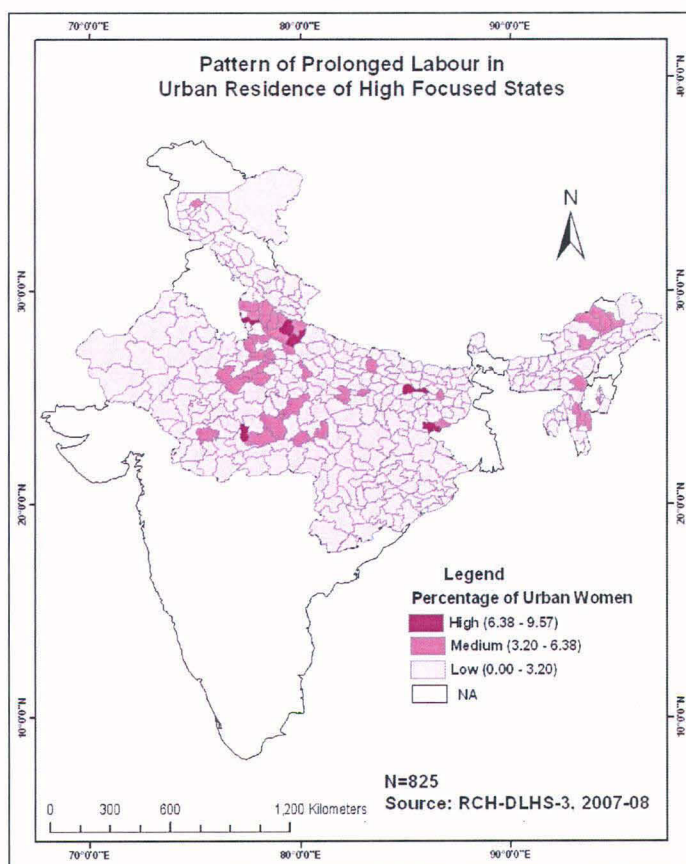 70°0'0"E 80°0'0"E 90°0'0"E
Pattern of Prolonged Labour in
Urban Residence of High Focused States
40°0'0"N
N
30°0'0"N 30°0'0"N
20°0'0"N 20°0'0"N
Legend
Percentage of Urban Women
High (6.38 - 9.57)
Medium (3.20 - 6.38)
Low (0.00 - 3.20)
NA
10°0'0"N 10°0'0"N
N=825
Source: RCH-DLHS-3, 2007-08
0 300 600 1,200 Kilometers
70°0'0"E 80°0'0"E 90°0'0"E